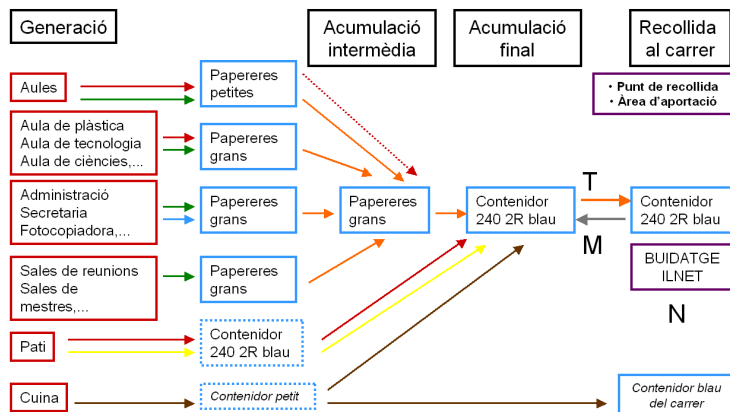 Generació
Acumulació
intermèdia
Acumulació
final
Recollida
al carrer
Aules
Papereres
petites
• Punt de recollida
• Àrea d'aportació
Aula de plàstica
Aula de tecnologia
Aula de ciències,...
Papereres
grans
Administració
Secretaria
Fotocopiadora,...
Papereres
grans
Papereres
grans
Contenidor
240 2R blau
T
M
Contenidor
240 2R blau
Sales de reunions
Sales de
mestres,...
Papereres
grans
BUIDATGE
ILNET
N
Pati
Contenidor
240 2R blau
Cuina
Contenidor petit
Contenidor blau
del carrer